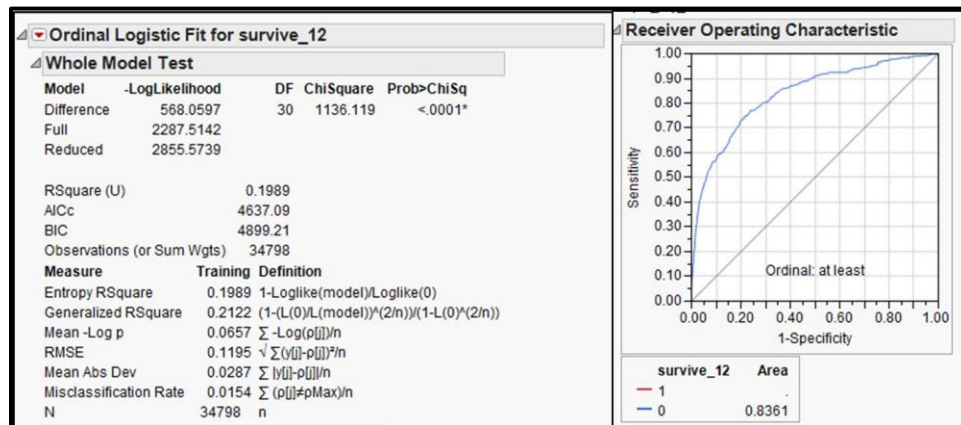 Ordinal Logistic Fit for survive_12
Whole Model Test
Model -LogLikelihood DF ChiSquare Prob>ChiSq
Difference 568.0597 30 1136.119 <.0001*
Full 2287.5142
Reduced 2855.5739
RSquare (U) 0.1989
AICc 4637.09
BIC 4899.21
Observations (or Sum Wgts) 34798
Measure Training Definition
Entropy RSquare 0.1989 1-Loglike(model)/Loglike(0)
Generalized RSquare 0.2122 (1-(L(0)/L(model))^(2/n))/(1-L(0)^(2/n))
Mean -Log p 0.0657 ∑ -Log(ρ[j])/n
RMSE 0.1195 √ ∑(y[j]-ρ[j])²/n
Mean Abs Dev 0.0287 ∑ |y[j]-ρ[j]|/n
Misclassification Rate 0.0154 ∑ (ρ[j]≠ρMax)/n
N 34798 n
Receiver Operating Characteristic
1.00
0.90
0.80
0.70
0.60
0.50
0.40
0.30
0.20
0.10
0.00
Sensitivity
Ordinal: at least
0.00 0.20 0.40 0.60 0.80 1.00
1-Specificity
survive_12 Area
1 .
0 0.8361